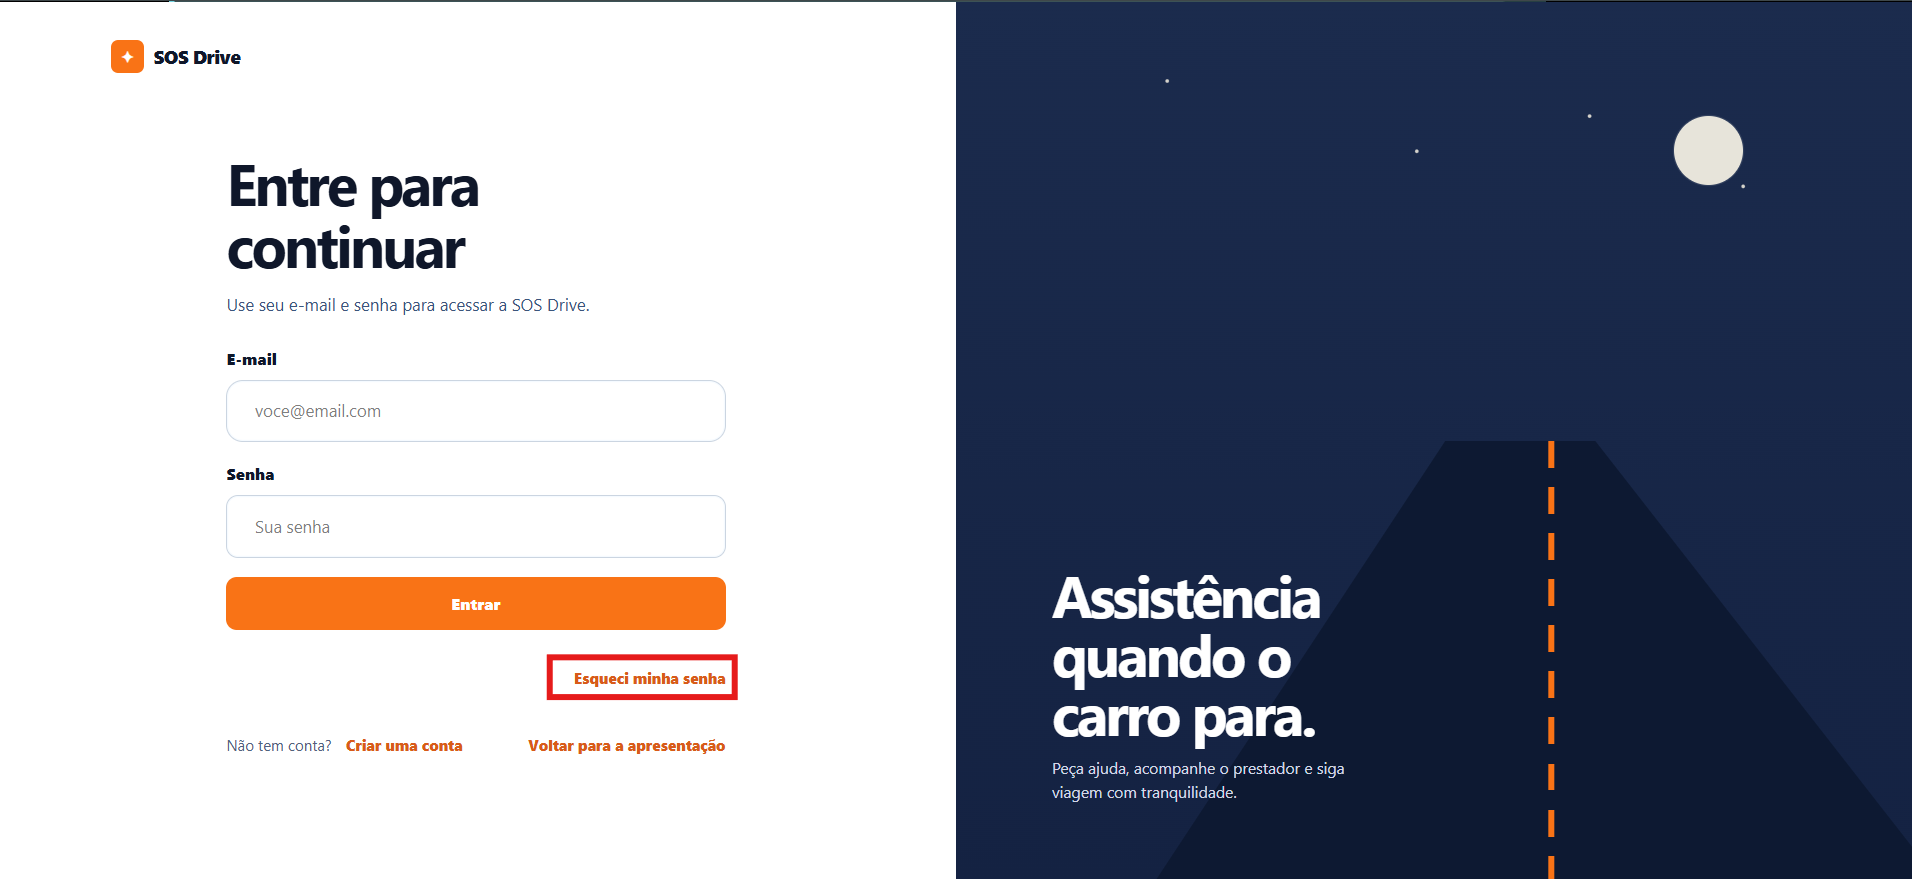 SOS Drive
Entre para
continuar
Use seu e-mail e senha para acessar a SOS Drive.
E-mail
voce@email.com
Senha
Sua senha
Entrar
Esqueci minha senha
Não tem conta? Criar uma conta
Voltar para a apresentação
Assistência
quando o
carro para.
Peça ajuda, acompanhe o prestador e siga
viagem com tranquilidade.